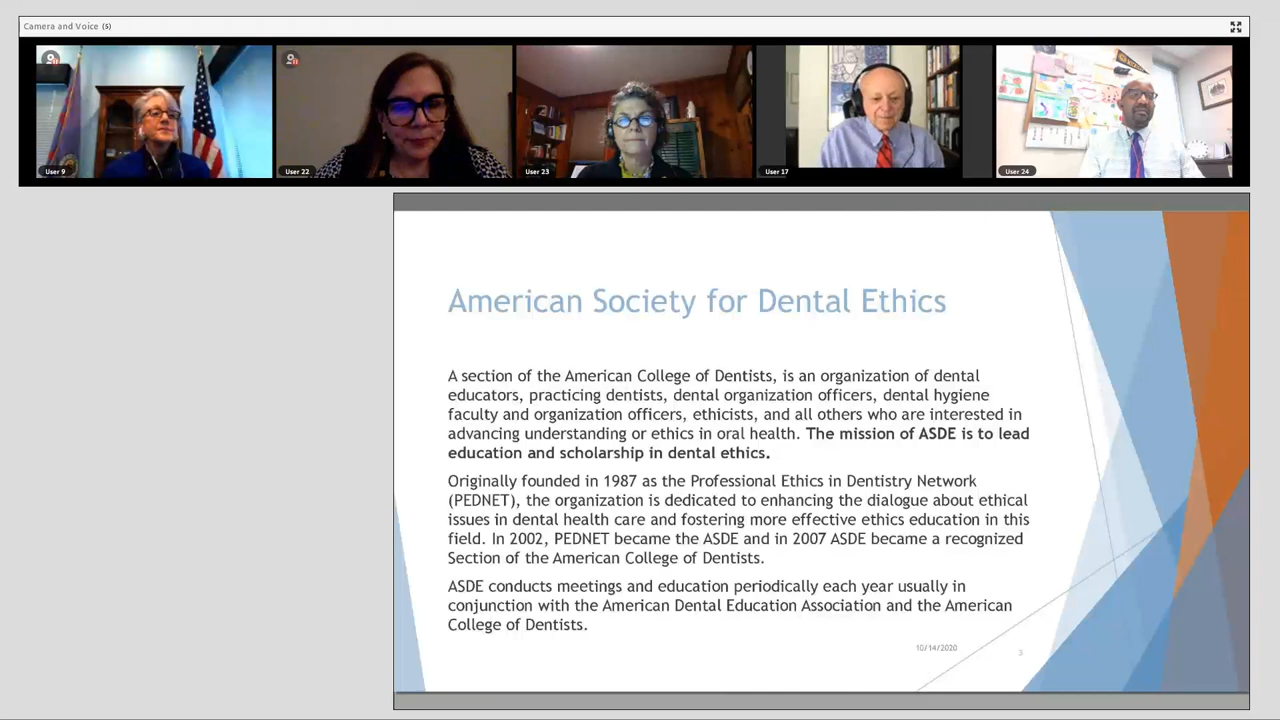 Camera and Voice (5)
User 9
User 22
User 23
User 17
User 24
American Society for Dental Ethics
A section of the American College of Dentists, is an organization of dental
educators, practicing dentists, dental organization officers, dental hygiene
faculty and organization officers, ethicists, and all others who are interested in
advancing understanding or ethics in oral health. The mission of ASDE is to lead
education and scholarship in dental ethics.
Originally founded in 1987 as the Professional Ethics in Dentistry Network
(PEDNET), the organization is dedicated to enhancing the dialogue about ethical
issues in dental health care and fostering more effective ethics education in this
field. In 2002, PEDNET became the ASDE and in 2007 ASDE became a recognized
Section of the American College of Dentists.
ASDE conducts meetings and education periodically each year usually in
conjunction with the American Dental Education Association and the American
College of Dentists.
10/14/2020
3